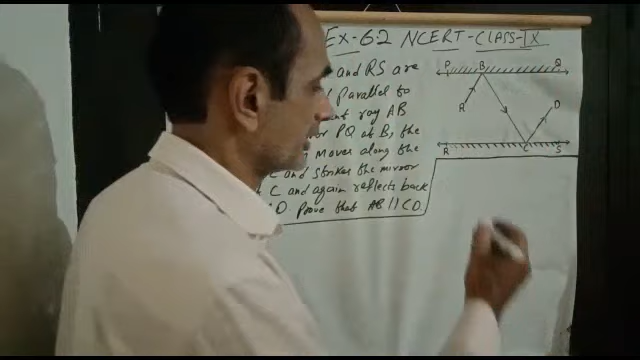 Ex-6.2 NCERT-CLASS-IX
and RS are
parallel to
ray AB
PQ at B, the
moves along the
and strikes the mirror
C and again reflects back
CD. Prove that AB || CD
P B Q
A D
R C S